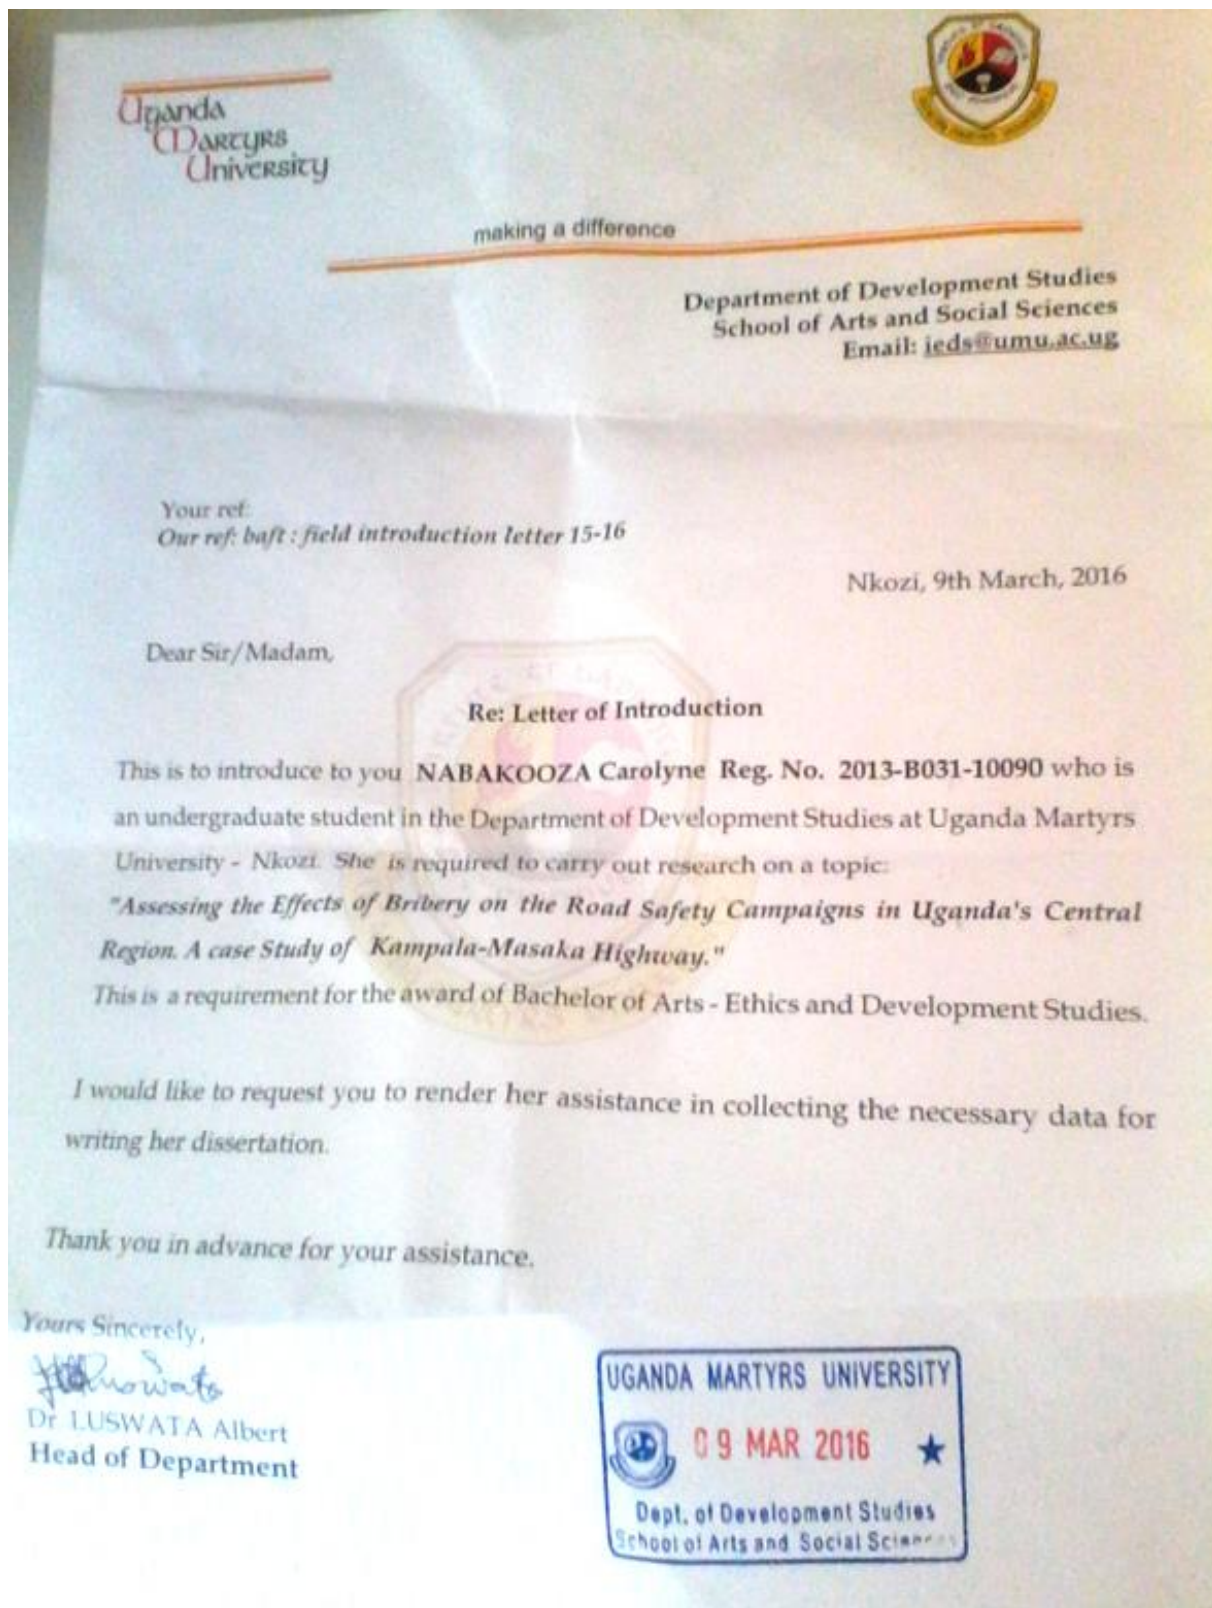 Uganda
Martyrs
University
making a difference
Department of Development Studies
School of Arts and Social Sciences
Email: ieds@umu.ac.ug
Your ref:
Our ref: baft : field introduction letter 15-16
Nkozi, 9th March, 2016
Dear Sir/Madam,
Re: Letter of Introduction
This is to introduce to you NABAKOOZA Carolyne Reg. No. 2013-B031-10090 who is
an undergraduate student in the Department of Development Studies at Uganda Martyrs
University - Nkozi. She is required to carry out research on a topic:
"Assessing the Effects of Bribery on the Road Safety Campaigns in Uganda's Central
Region. A case Study of Kampala-Masaka Highway."
This is a requirement for the award of Bachelor of Arts - Ethics and Development Studies.
I would like to request you to render her assistance in collecting the necessary data for
writing her dissertation.
Thank you in advance for your assistance.
Yours Sincerely,
Dr LUSWATA Albert
Head of Department
UGANDA MARTYRS UNIVERSITY
09 MAR 2016
Dept. of Development Studies
School of Arts and Social Sciences